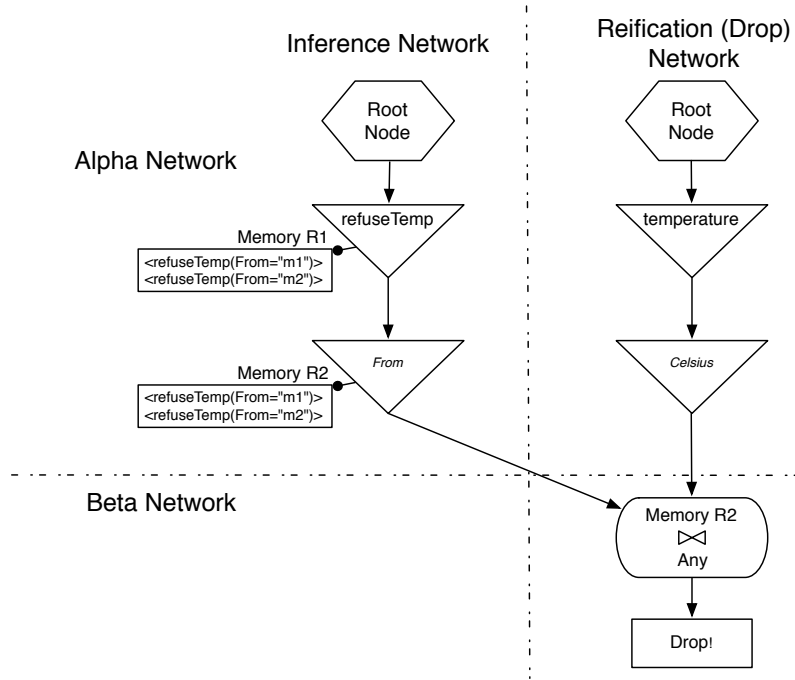 Inference Network
Reification (Drop)
Network
Root
Node
Root
Node
Alpha Network
refuseTemp
temperature
Memory R1
<refuseTemp(From="m1")>
<refuseTemp(From="m2")>
From
Celsius
Memory R2
<refuseTemp(From="m1")>
<refuseTemp(From="m2")>
Beta Network
Memory R2
⋈
Any
Drop!